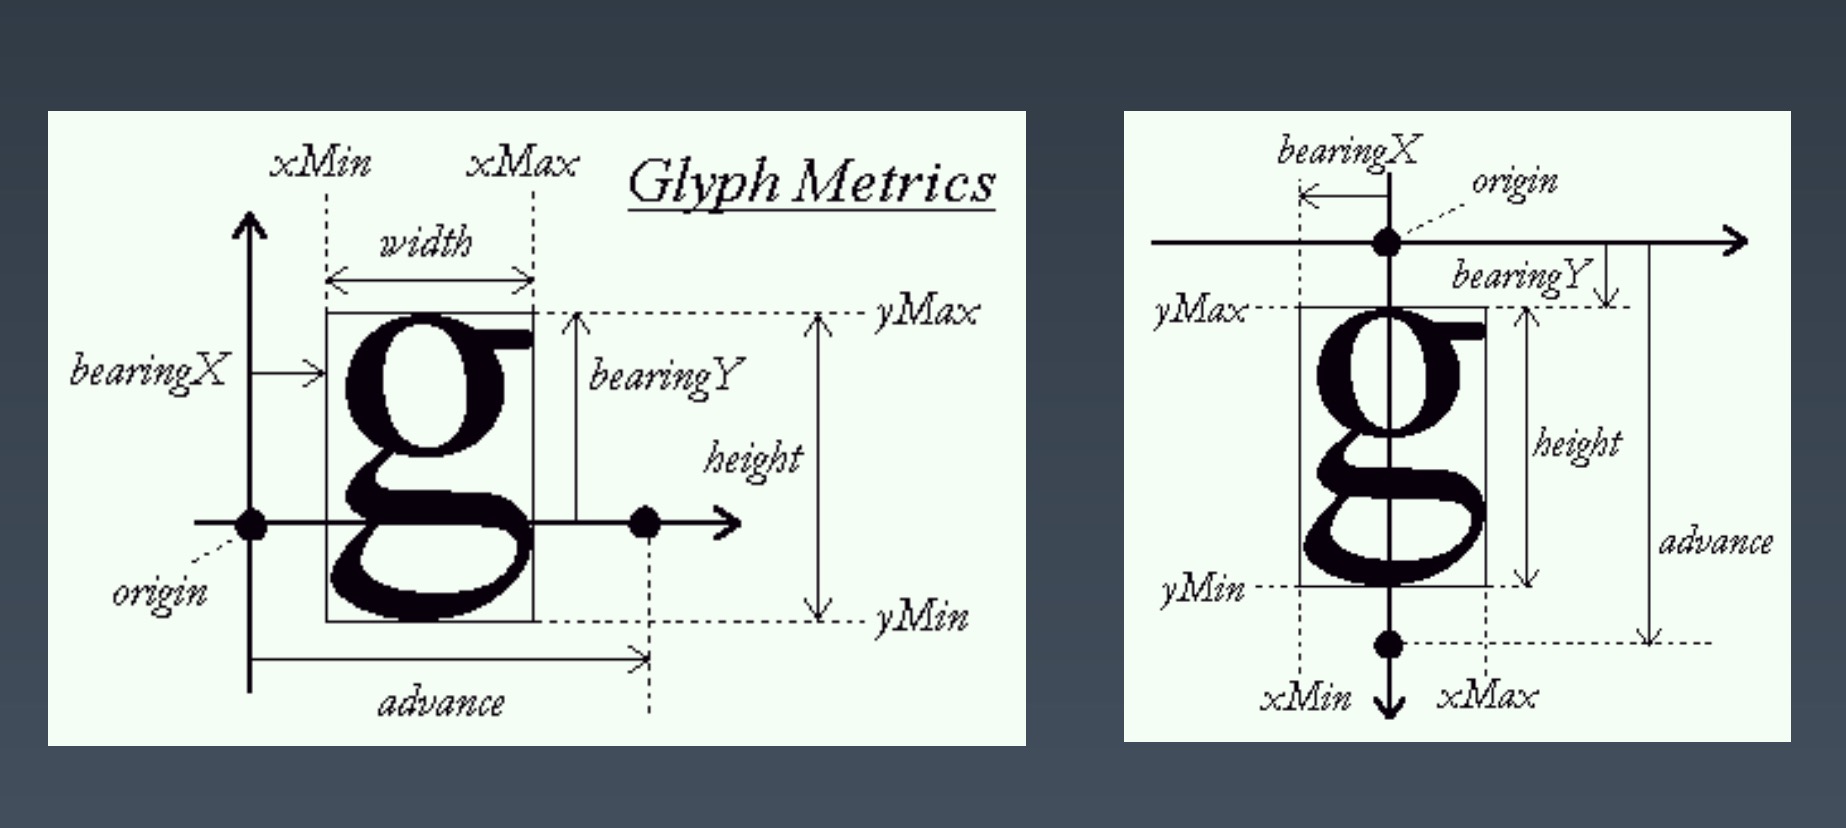 xMin
xMax
Glyph Metrics
width
yMax
bearingX
bearingY
g
height
origin
yMin
advance
bearingX
origin
bearingY
yMax
g
height
advance
yMin
xMin
xMax